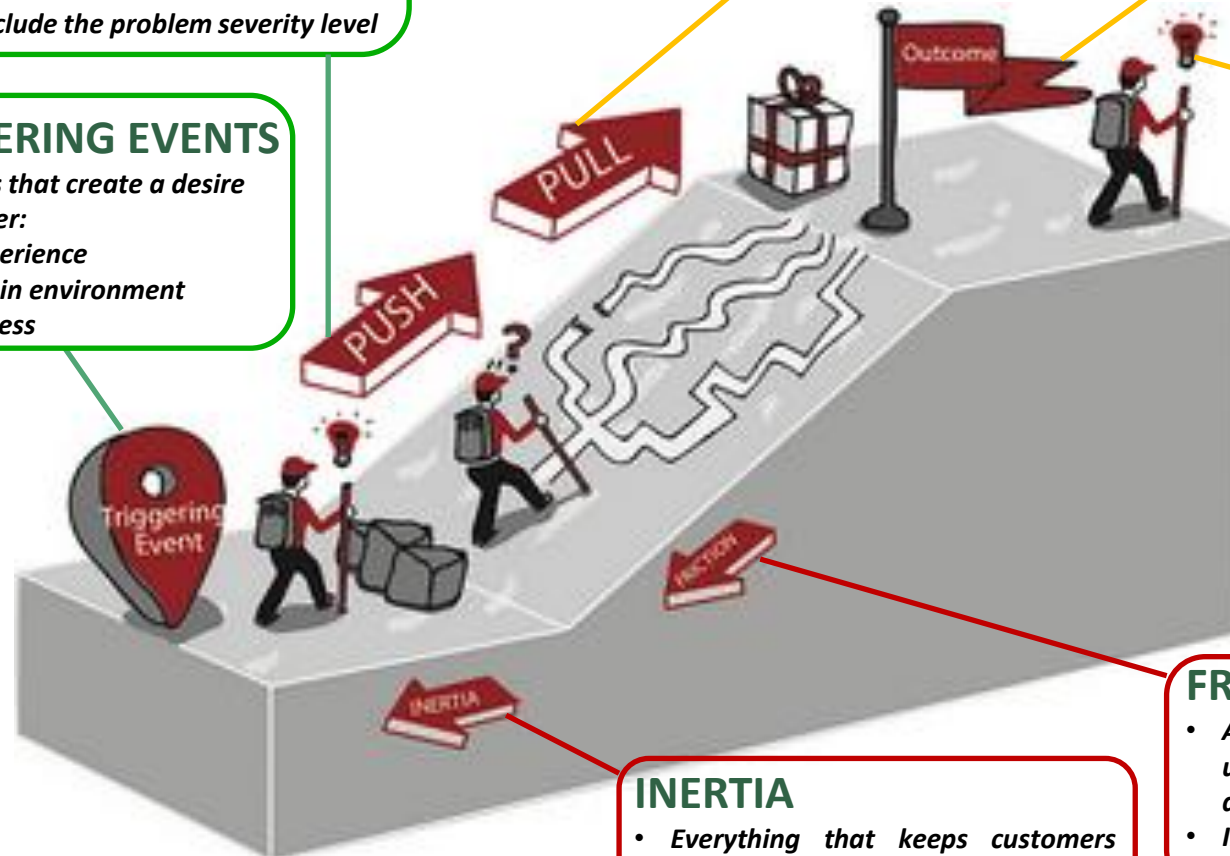 clude the problem severity level
ERING EVENTS
s that create a desire
er:
erience
in environment
ess
PULL
Outcome
PUSH
?
Triggering
Event
FRICTION
INERTIA
FR
• A
u
• I
INERTIA
• Everything that keeps customers